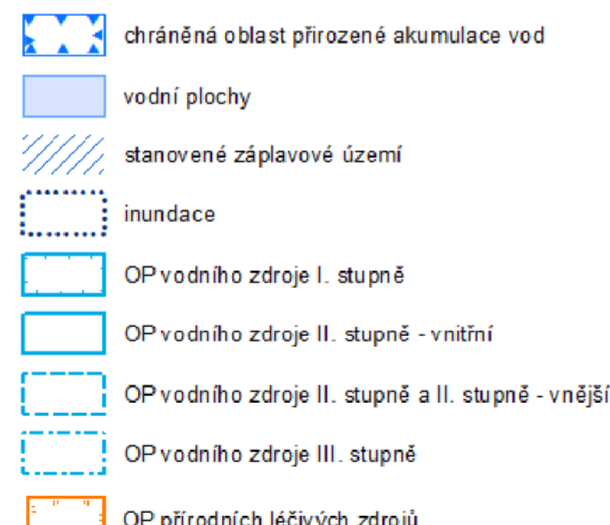 chráněná oblast přirozené akumulace vod
vodní plochy
stanovené záplavové území
inundace
OP vodního zdroje I. stupně
OP vodního zdroje II. stupně - vnitřní
OP vodního zdroje II. stupně a II. stupně - vnější
OP vodního zdroje III. stupně
OP přírodních léčivých zdrojů